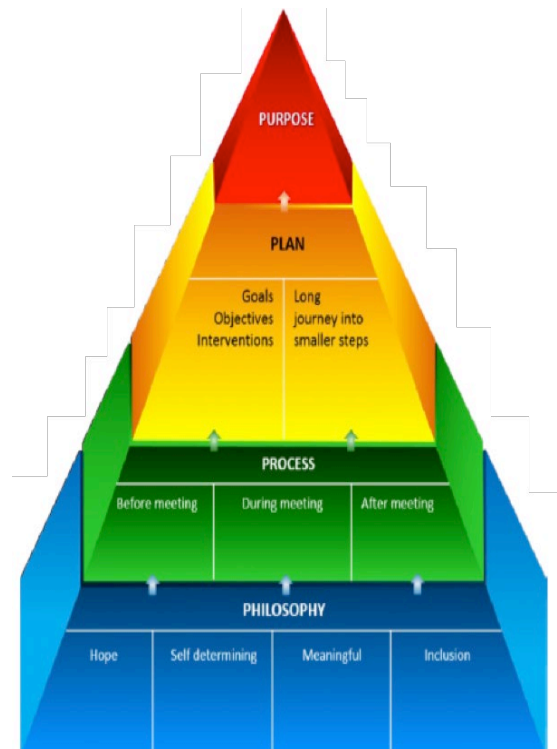 PURPOSE
PLAN
Goals
Objectives
Interventions
Long
journey into
smaller steps
PROCESS
Before meeting
During meeting
After meeting
PHILOSOPHY
Hope
Self determining
Meaningful
Inclusion